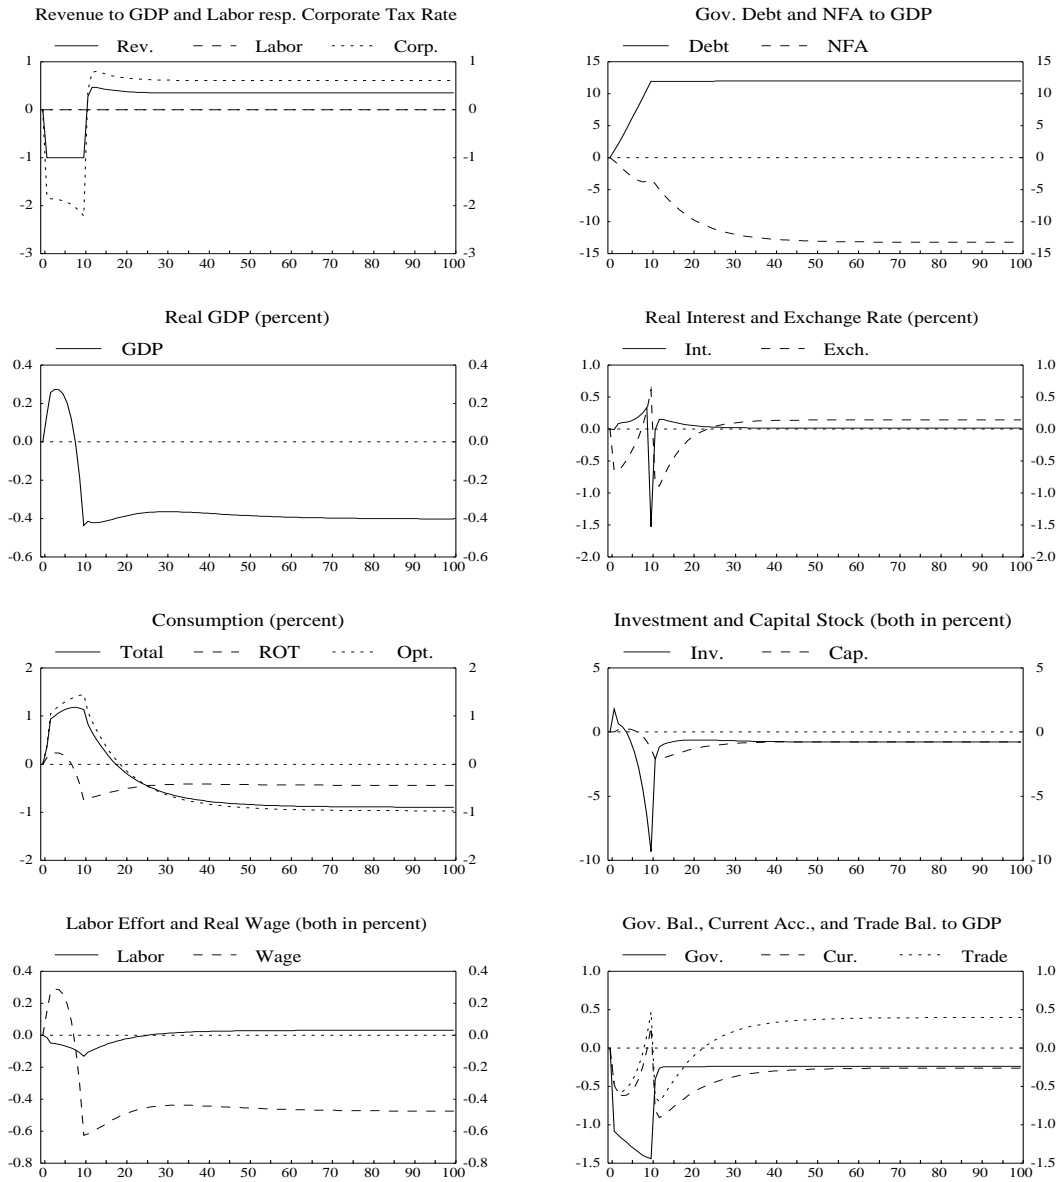 Revenue to GDP and Labor resp. Corporate Tax Rate
Rev. Labor Corp.
1 1
0 0
-1 -1
-2 -2
-3 -3
0 10 20 30 40 50 60 70 80 90 100
Gov. Debt and NFA to GDP
Debt NFA
15 15
10 10
5 5
0 0
-5 -5
-10 -10
-15 -15
0 10 20 30 40 50 60 70 80 90 100
Real GDP (percent)
GDP
0.4 0.4
0.2 0.2
0.0 0.0
-0.2 -0.2
-0.4 -0.4
-0.6 -0.6
0 10 20 30 40 50 60 70 80 90 100
Real Interest and Exchange Rate (percent)
Int. Exch.
1.0 1.0
0.5 0.5
0.0 0.0
-0.5 -0.5
-1.0 -1.0
-1.5 -1.5
-2.0 -2.0
0 10 20 30 40 50 60 70 80 90 100
Consumption (percent)
Total ROT Opt.
2 2
1 1
0 0
-1 -1
-2 -2
0 10 20 30 40 50 60 70 80 90 100
Investment and Capital Stock (both in percent)
Inv. Cap.
5 5
0 0
-5 -5
-10 -10
0 10 20 30 40 50 60 70 80 90 100
Labor Effort and Real Wage (both in percent)
Labor Wage
0.4 0.4
0.2 0.2
0.0 0.0
-0.2 -0.2
-0.4 -0.4
-0.6 -0.6
-0.8 -0.8
0 10 20 30 40 50 60 70 80 90 100
Gov. Bal., Current Acc., and Trade Bal. to GDP
Gov. Cur. Trade
1.0 1.0
0.5 0.5
0.0 0.0
-0.5 -0.5
-1.0 -1.0
-1.5 -1.5
0 10 20 30 40 50 60 70 80 90 100